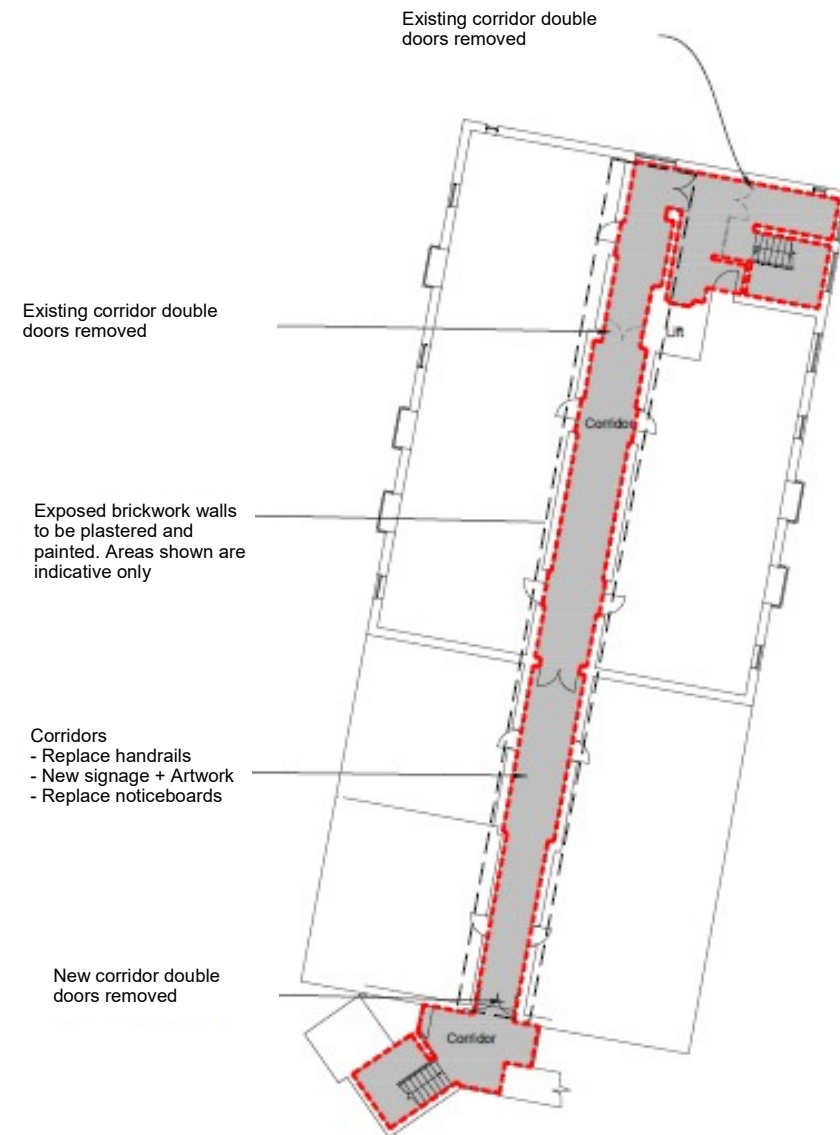 Existing corridor double
doors removed
Existing corridor double
doors removed
Lift
Corridor
Exposed brickwork walls
to be plastered and
painted. Areas shown are
indicative only
Corridors
- Replace handrails
- New signage + Artwork
- Replace noticeboards
New corridor double
doors removed
Corridor